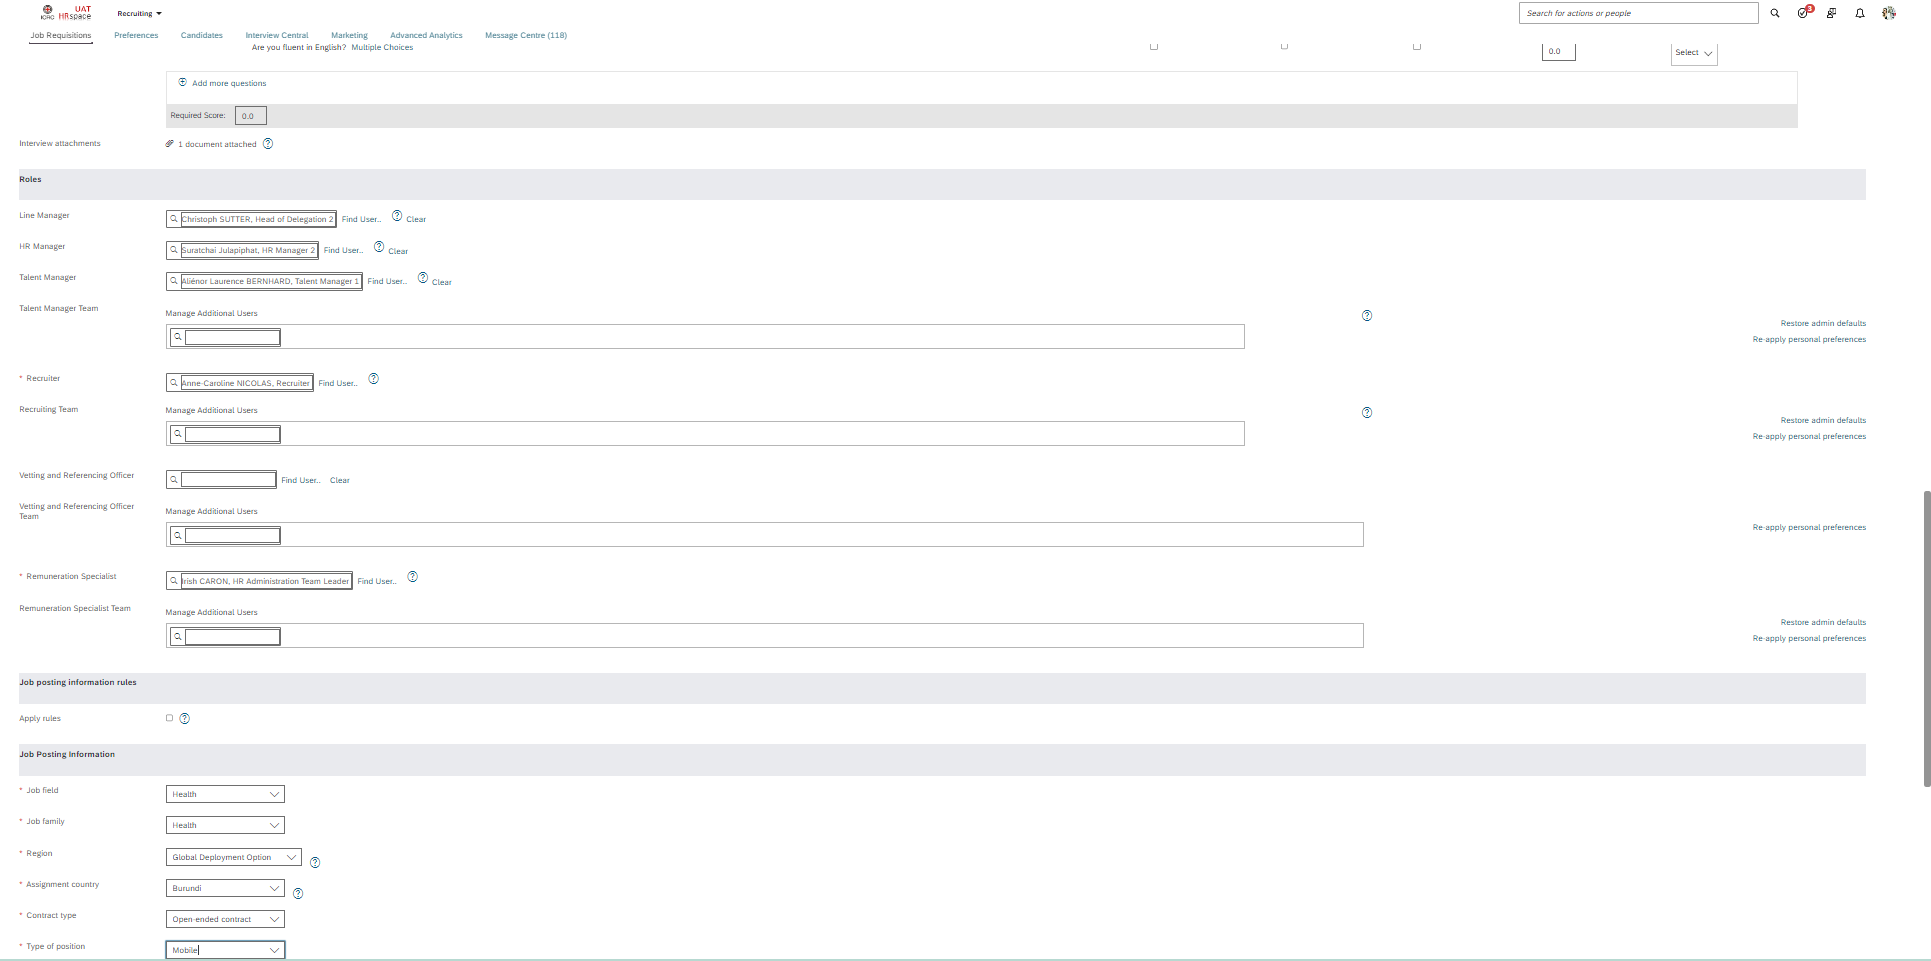 ICRC UAT HRspace Recruiting Search for actions or people 3
Job Requisitions Preferences Candidates Interview Central Marketing Advanced Analytics Message Centre (118)
Are you fluent in English? Multiple Choices 0.0 Select
Add more questions
Required Score: 0.0
Interview attachments 1 document attached
Roles
Line Manager Christoph SUTTER, Head of Delegation 2 Find User.. Clear
HR Manager Suratchai Julapiphat, HR Manager 2 Find User.. Clear
Talent Manager Aliénor Laurence BERNHARD, Talent Manager 1 Find User.. Clear
Talent Manager Team Manage Additional Users
Restore admin defaults
Re-apply personal preferences
* Recruiter Anne-Caroline NICOLAS, Recruiter Find User..
Recruiting Team Manage Additional Users
Restore admin defaults
Re-apply personal preferences
Vetting and Referencing Officer Find User.. Clear
Vetting and Referencing Officer Team Manage Additional Users
Re-apply personal preferences
* Remuneration Specialist Irish CARON, HR Administration Team Leader Find User..
Remuneration Specialist Team Manage Additional Users
Restore admin defaults
Re-apply personal preferences
Job posting information rules
Apply rules
Job Posting Information
* Job field Health
* Job family Health
* Region Global Deployment Option
* Assignment country Burundi
* Contract type Open-ended contract
* Type of position Mobile